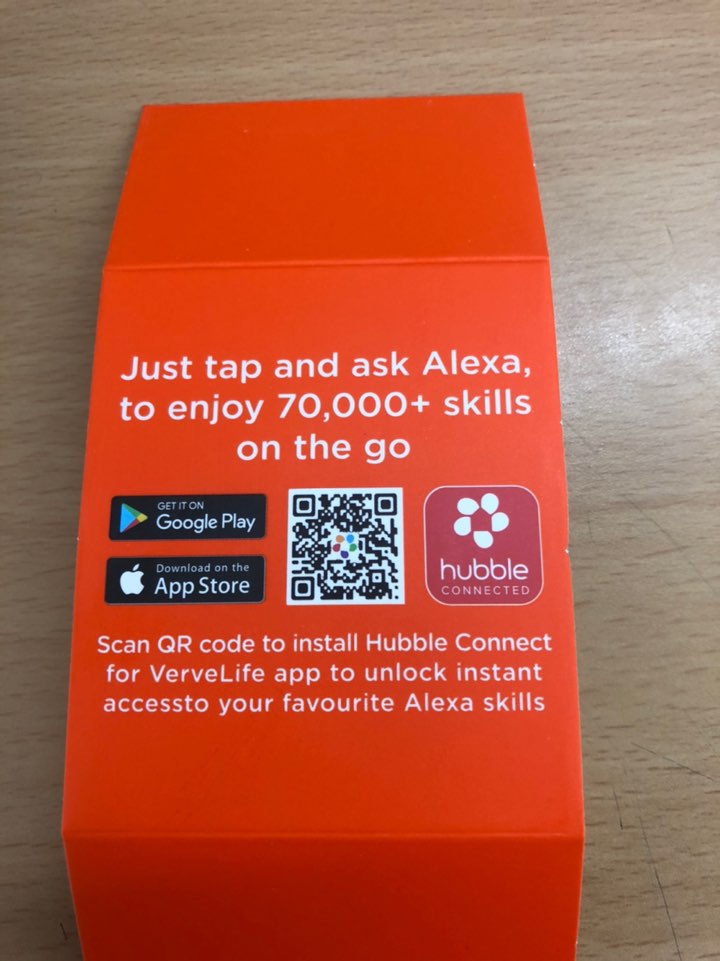 Just tap and ask Alexa,
to enjoy 70,000+ skills
on the go
GET IT ON
Google Play
Download on the
App Store
hubble
CONNECTED
Scan QR code to install Hubble Connect
for VerveLife app to unlock instant
accessto your favourite Alexa skills